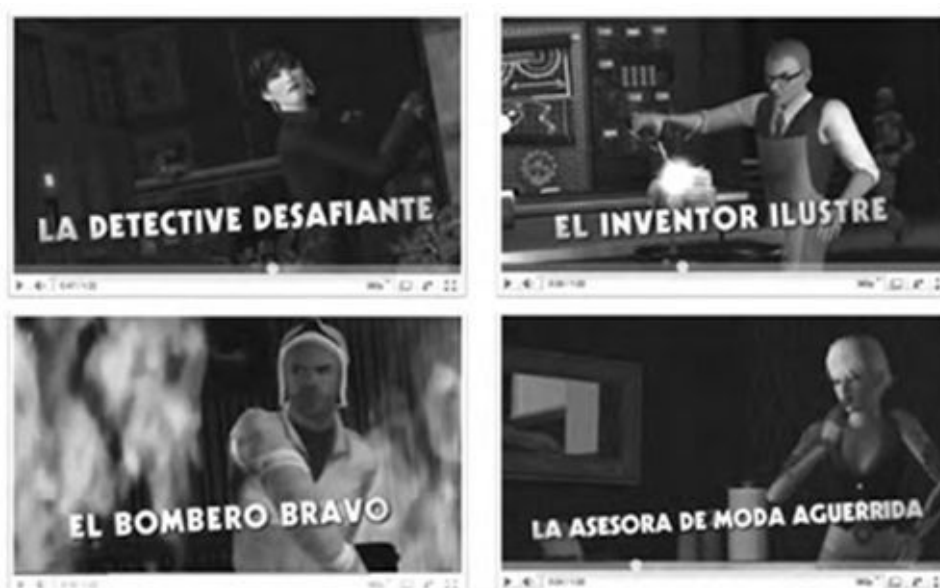 LA DETECTIVE DESAFIANTE
EL INVENTOR ILUSTRE
EL BOMBERO BRAVO
LA ASESORA DE MODA AGUERRIDA